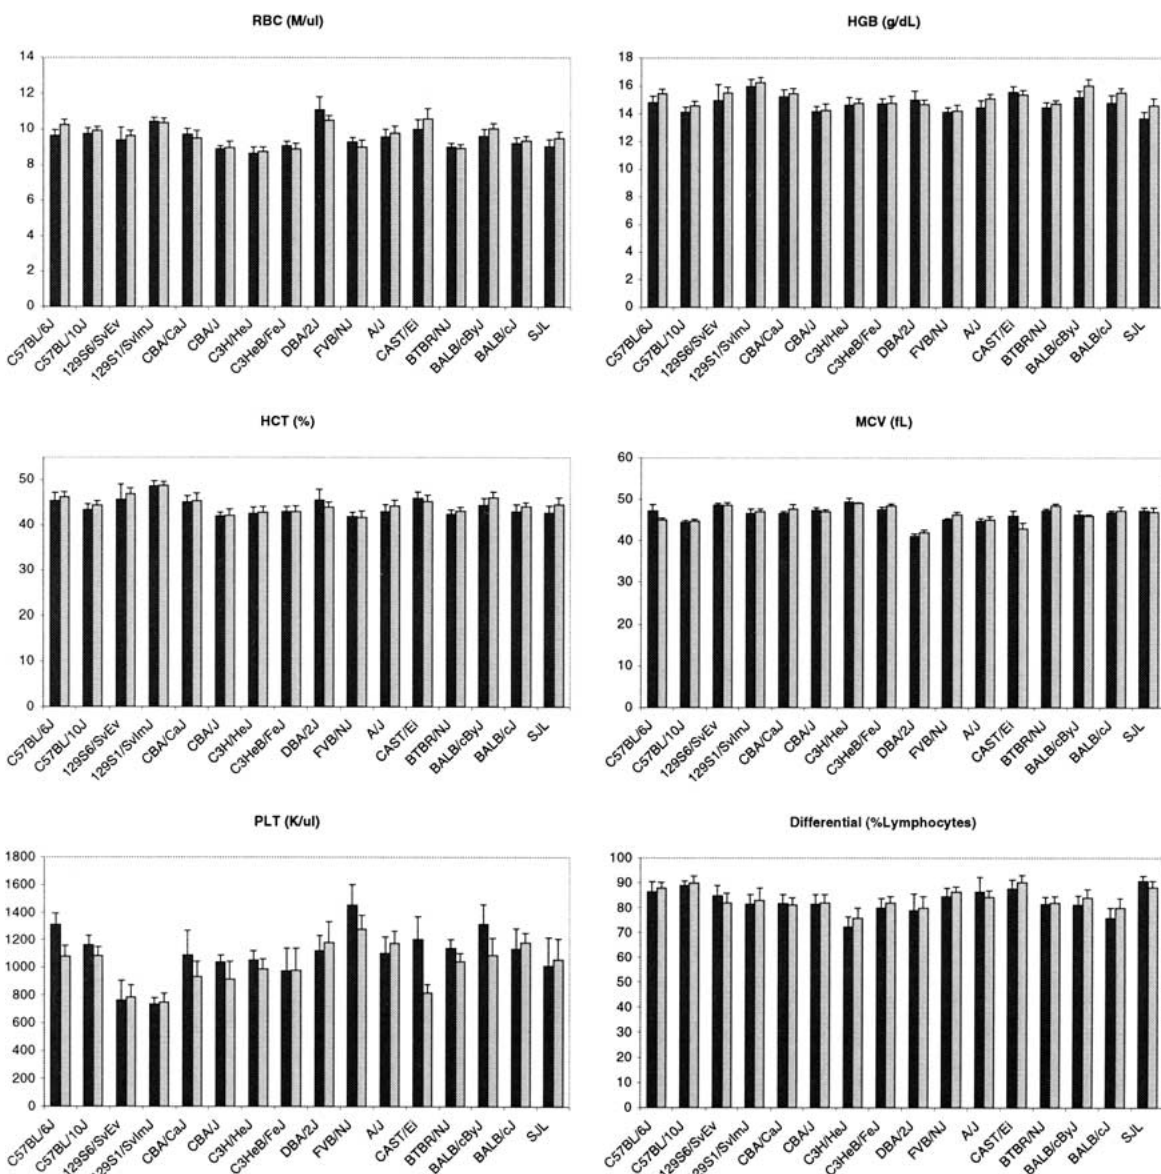 RBC (M/ul)
14
12
10
8
6
4
2
0
C57BL/6J
C57BL/10J
129S6/SvEv
129S1/SvImJ
CBA/CaJ
CBA/J
C3H/HeJ
C3HeB/FeJ
DBA/2J
FVB/NJ
A/J
CAST/Ei
BTBR/NJ
BALB/cByJ
BALB/cJ
SJL
HGB (g/dL)
18
16
14
12
10
8
6
4
2
0
C57BL/6J
C57BL/10J
129S6/SvEv
129S1/SvImJ
CBA/CaJ
CBA/J
C3H/HeJ
C3HeB/FeJ
DBA/2J
FVB/NJ
A/J
CAST/Ei
BTBR/NJ
BALB/cByJ
BALB/cJ
SJL
HCT (%)
50
40
30
20
10
0
C57BL/6J
C57BL/10J
129S6/SvEv
129S1/SvImJ
CBA/CaJ
CBA/J
C3H/HeJ
C3HeB/FeJ
DBA/2J
FVB/NJ
A/J
CAST/Ei
BTBR/NJ
BALB/cByJ
BALB/cJ
SJL
MCV (fL)
60
50
40
30
20
10
0
C57BL/6J
C57BL/10J
129S6/SvEv
129S1/SvImJ
CBA/CaJ
CBA/J
C3H/HeJ
C3HeB/FeJ
DBA/2J
FVB/NJ
A/J
CAST/Ei
BTBR/NJ
BALB/cByJ
BALB/cJ
SJL
PLT (K/ul)
1800
1600
1400
1200
1000
800
600
400
200
0
C57BL/6J
C57BL/10J
129S6/SvEv
129S1/SvImJ
CBA/CaJ
CBA/J
C3H/HeJ
C3HeB/FeJ
DBA/2J
FVB/NJ
A/J
CAST/Ei
BTBR/NJ
BALB/cByJ
BALB/cJ
SJL
Differential (%Lymphocytes)
100
90
80
70
60
50
40
30
20
10
0
C57BL/6J
C57BL/10J
129S6/SvEv
129S1/SvImJ
CBA/CaJ
CBA/J
C3H/HeJ
C3HeB/FeJ
DBA/2J
FVB/NJ
A/J
CAST/Ei
BTBR/NJ
BALB/cByJ
BALB/cJ
SJL